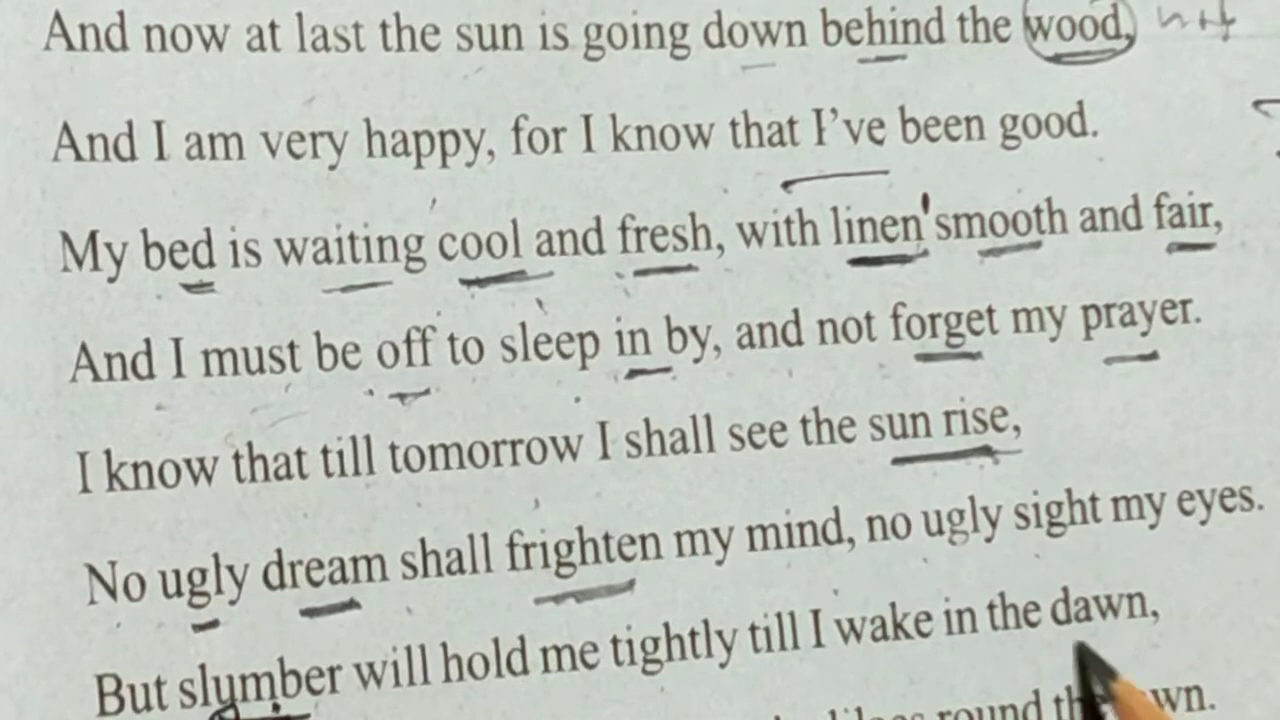 And now at last the sun is going down behind the wood,
And I am very happy, for I know that I've been good.
My bed is waiting cool and fresh, with linen'smooth and fair,
And I must be off to sleep in by, and not forget my prayer.
I know that till tomorrow I shall see the sun rise,
No ugly dream shall frighten my mind, no ugly sight my eyes.
But slumber will hold me tightly till I wake in the dawn,
round